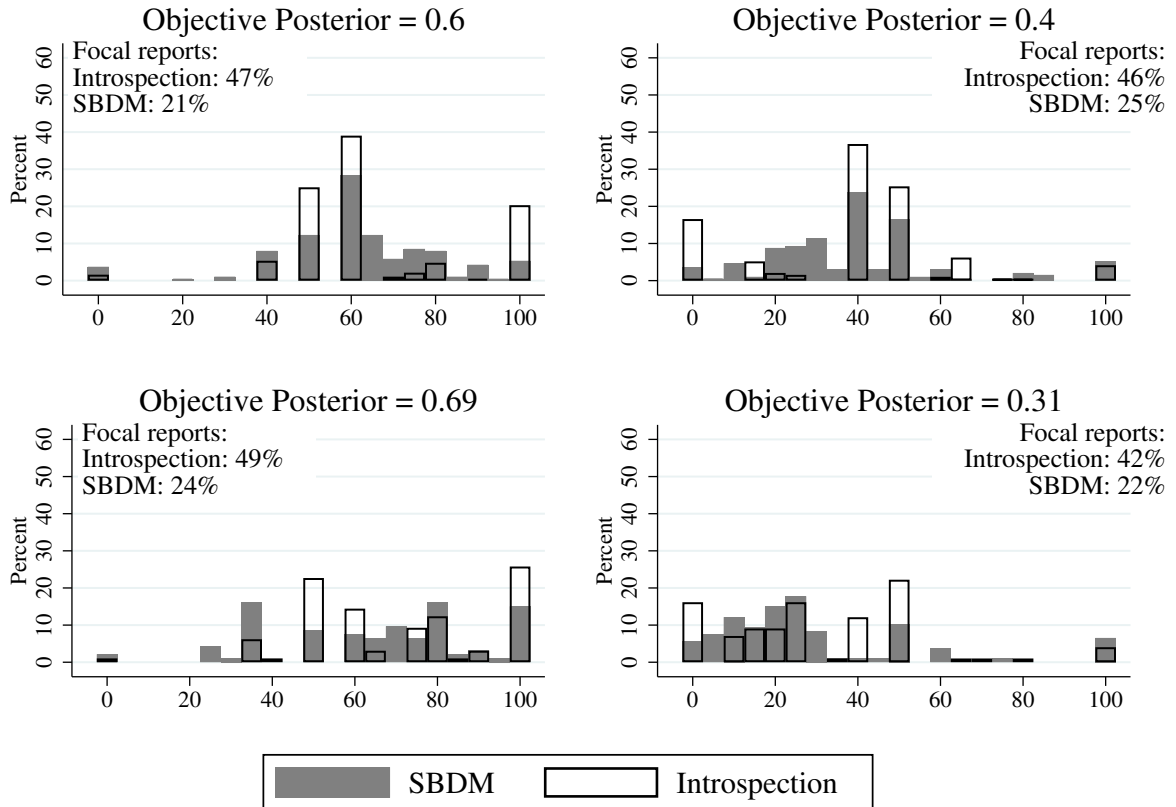 Objective Posterior = 0.6
Focal reports:
Introspection: 47%
SBDM: 21%
Percent
0 10 20 30 40 50 60
0 20 40 60 80 100
Objective Posterior = 0.4
Focal reports:
Introspection: 46%
SBDM: 25%
Percent
0 10 20 30 40 50 60
0 20 40 60 80 100
Objective Posterior = 0.69
Focal reports:
Introspection: 49%
SBDM: 24%
Percent
0 10 20 30 40 50 60
0 20 40 60 80 100
Objective Posterior = 0.31
Focal reports:
Introspection: 42%
SBDM: 22%
Percent
0 10 20 30 40 50 60
0 20 40 60 80 100
SBDM Introspection